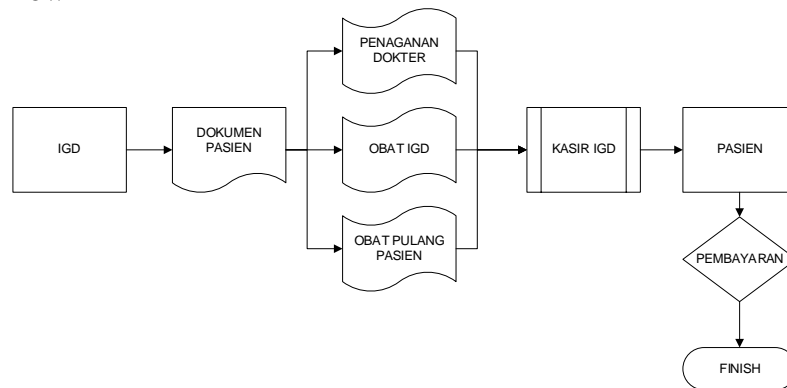 PENAGANAN
DOKTER
IGD
DOKUMEN
PASIEN
OBAT IGD
KASIR IGD
PASIEN
OBAT PULANG
PASIEN
PEMBAYARAN
FINISH